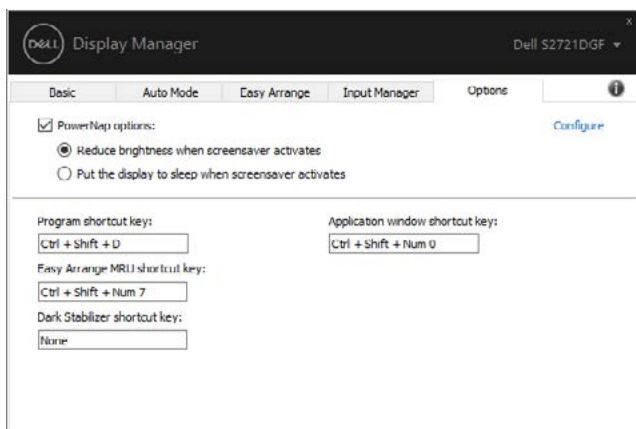 x
DELL Display Manager
Dell S2721DGF
Basic Auto Mode Easy Arrange Input Manager Options
PowerNap options:
Configure
Reduce brightness when screensaver activates
Put the display to sleep when screensaver activates
Program shortcut key:
Application window shortcut key:
Ctrl + Shift + D
Ctrl + Shift + Num 0
Easy Arrange MRU shortcut key:
Ctrl + Shift + Num 7
Dark Stabilizer shortcut key:
None